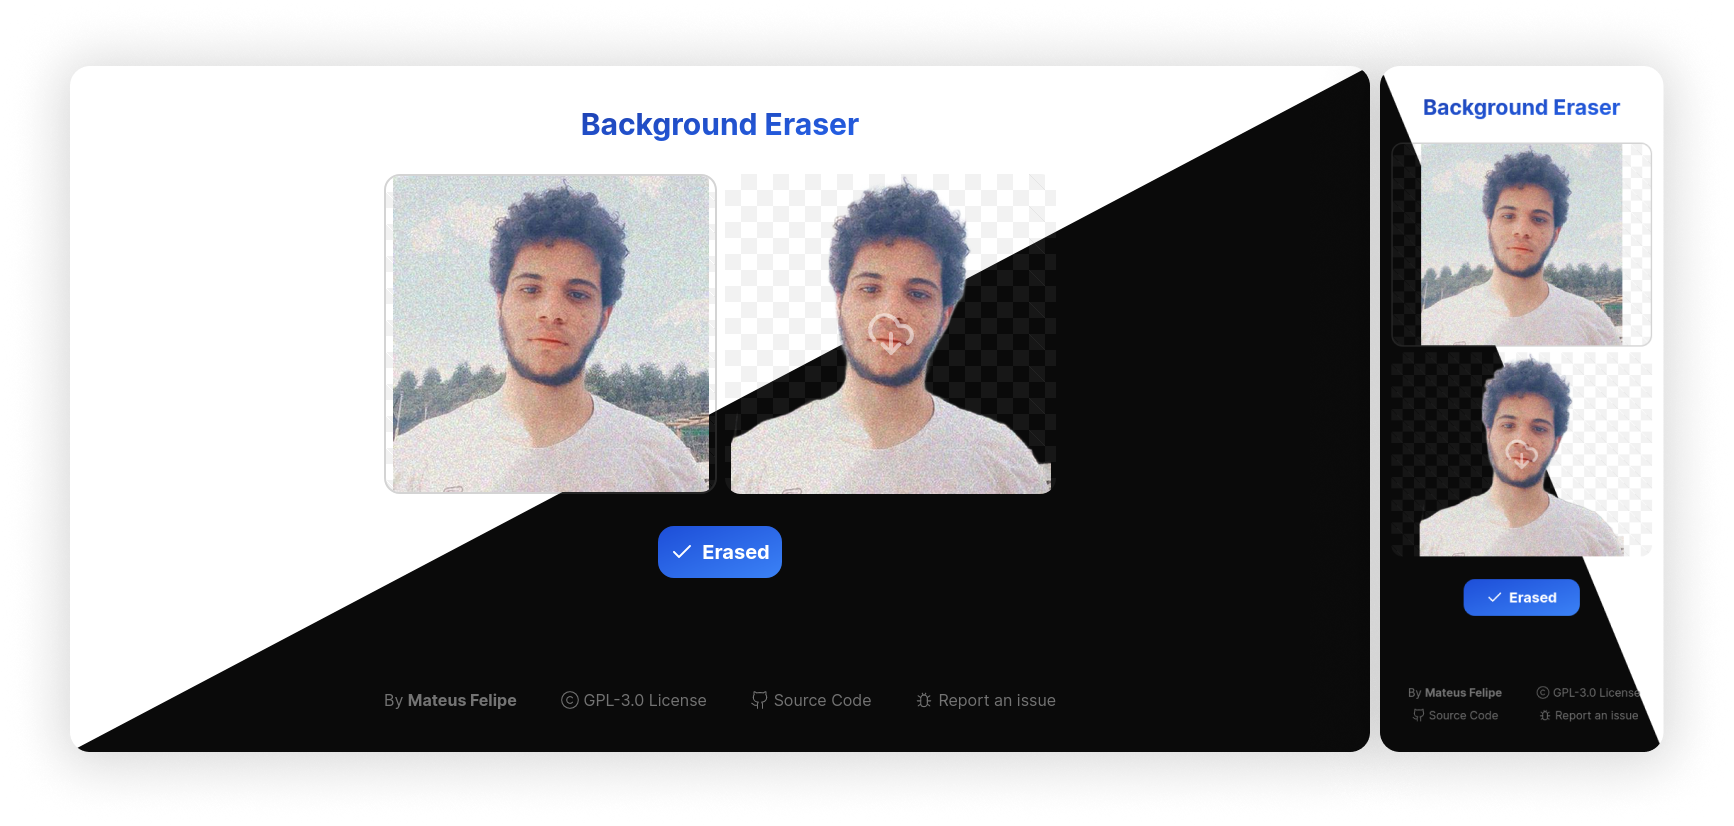 Background Eraser
Erased
By Mateus Felipe
GPL-3.0 License
Source Code
Report an issue
Background Eraser
Erased
By Mateus Felipe
GPL-3.0 License
Source Code
Report an issue